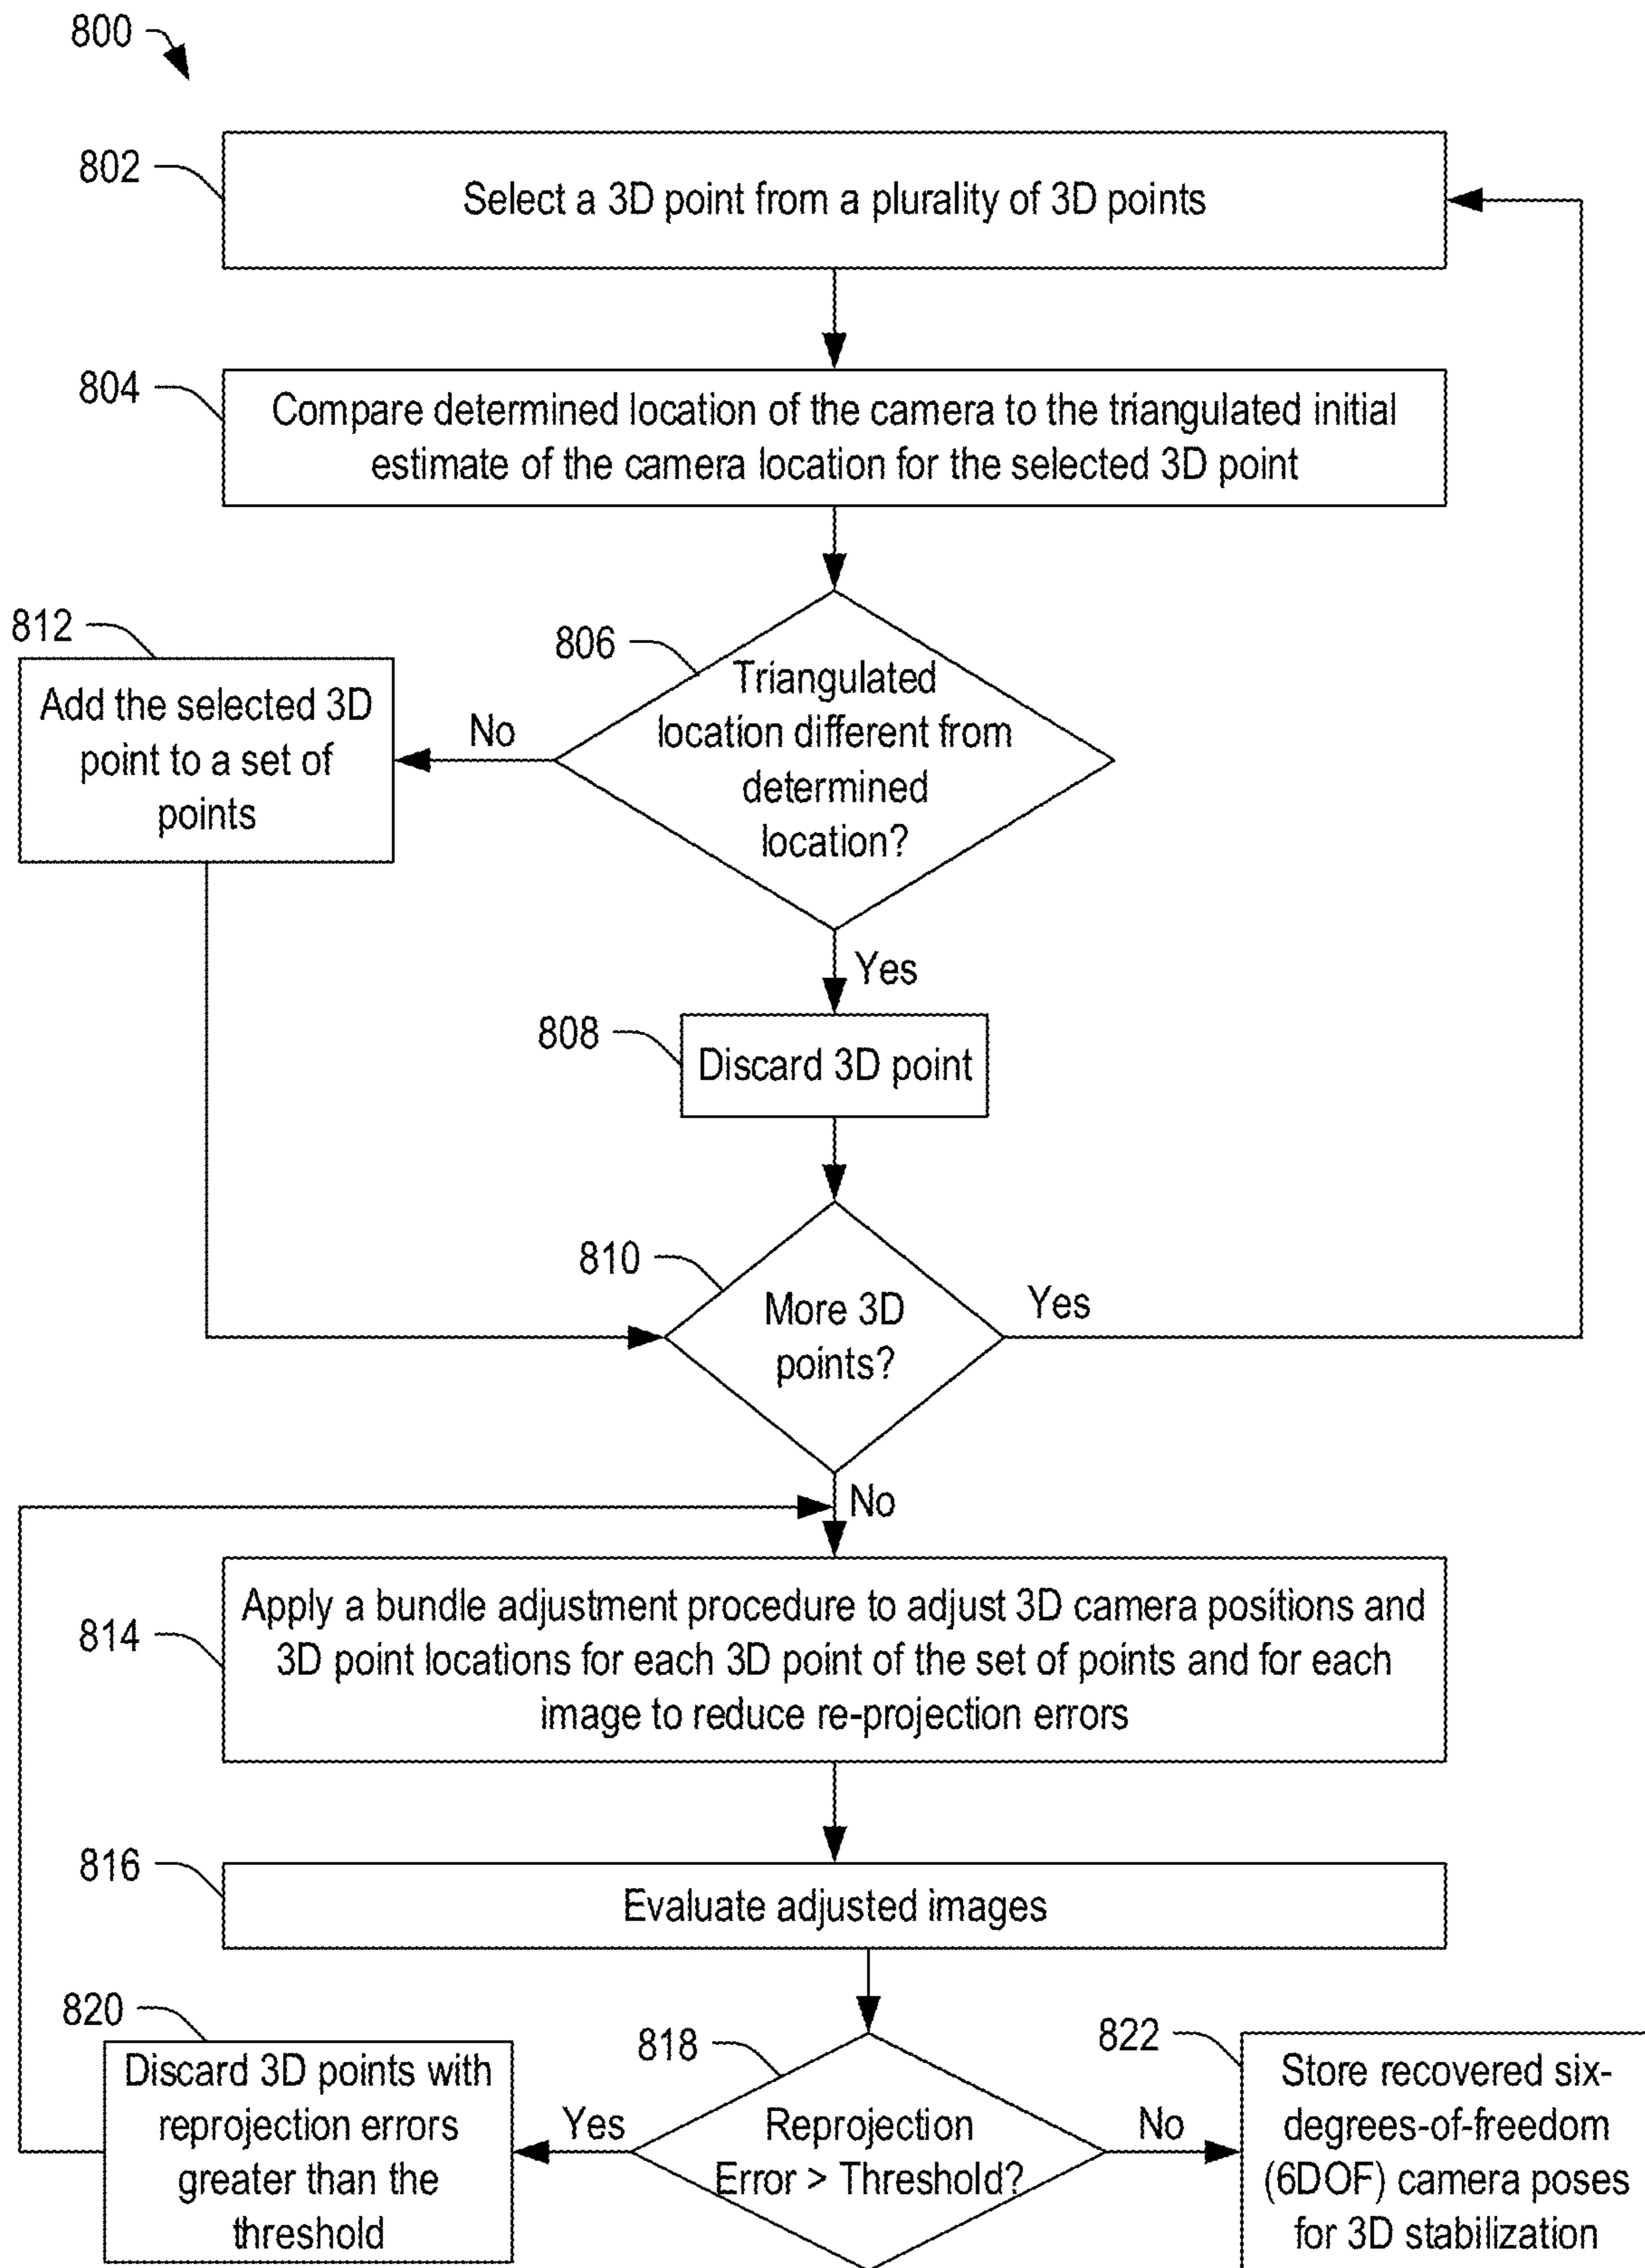 800
802
Select a 3D point from a plurality of 3D points
804
Compare determined location of the camera to the triangulated initial
estimate of the camera location for the selected 3D point
812
Add the selected 3D
point to a set of
points
No
806
Triangulated
location different from
determined
location?
Yes
808
Discard 3D point
810
More 3D
points?
Yes
No
814
Apply a bundle adjustment procedure to adjust 3D camera positions and
3D point locations for each 3D point of the set of points and for each
image to reduce re-projection errors
816
Evaluate adjusted images
820
Discard 3D points with
reprojection errors
greater than the
threshold
Yes
818
Reprojection
Error > Threshold?
No
822
Store recovered six-
degrees-of-freedom
(6DOF) camera poses
for 3D stabilization